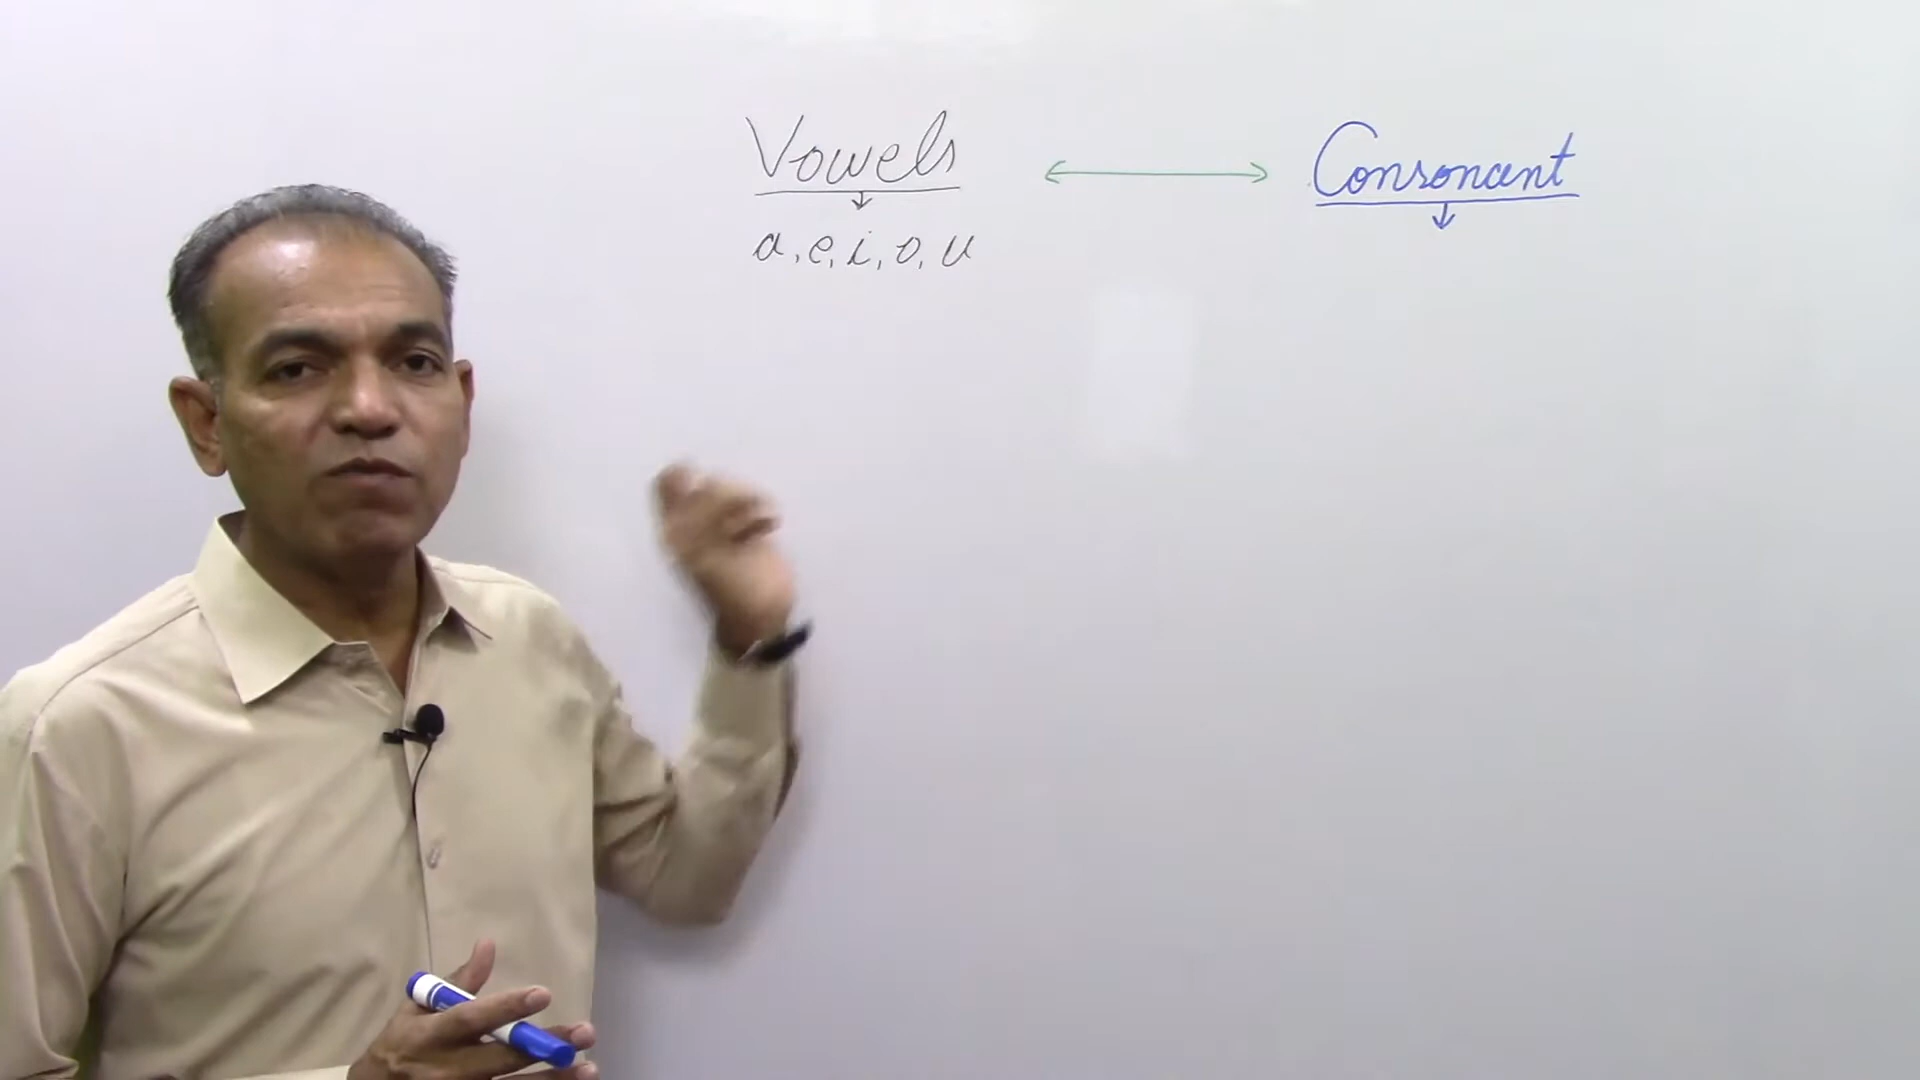 Vowels
Consonant
a, e, i, o, u